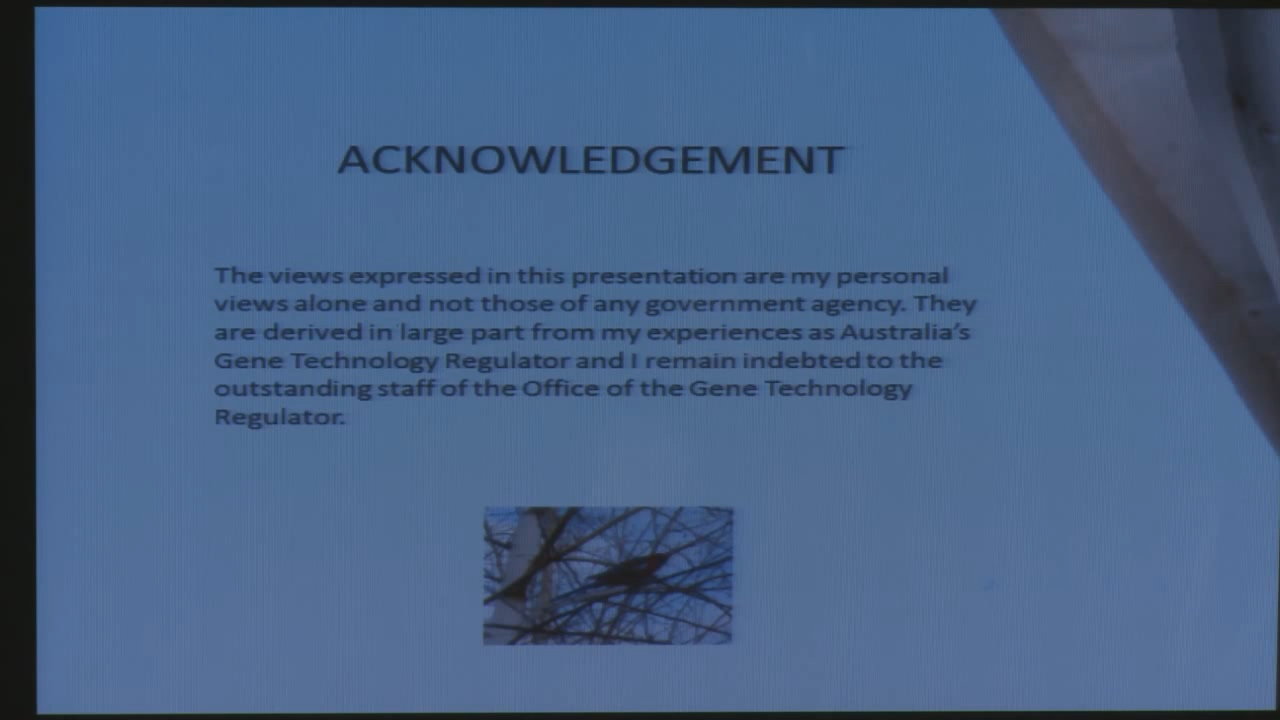 ACKNOWLEDGEMENT
The views expressed in this presentation are my personal
views alone and not those of any government agency. They
are derived in large part from my experiences as Australia's
Gene Technology Regulator and I remain indebted to the
outstanding staff of the Office of the Gene Technology
Regulator.